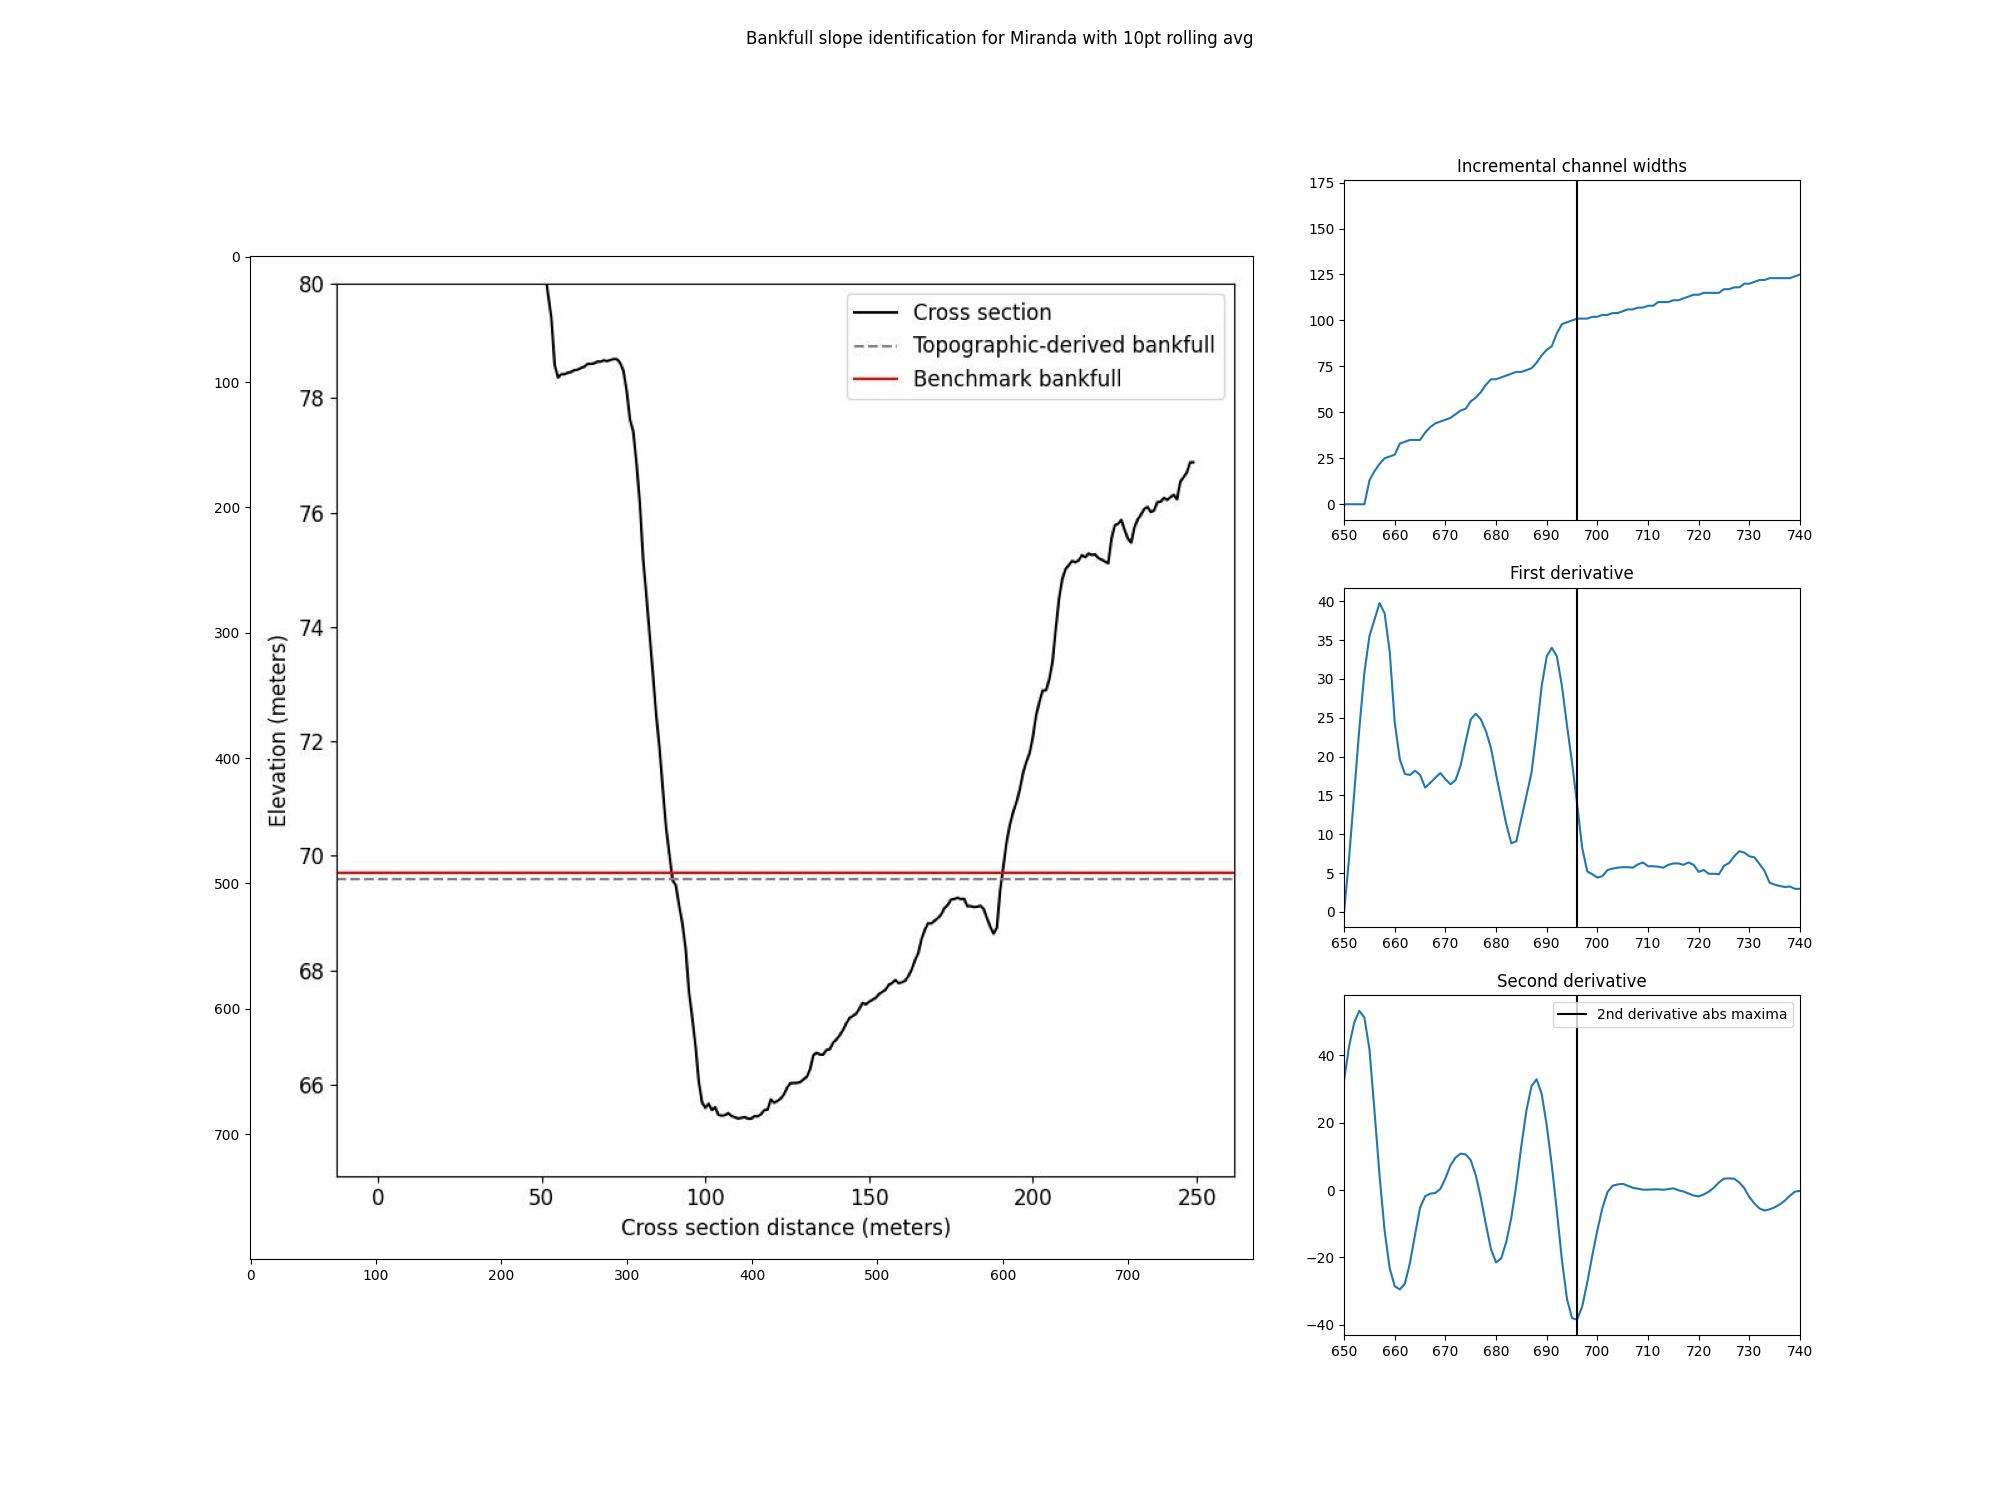 Bankfull slope identification for Miranda with 10pt rolling avg
0
100
200
300
400
500
600
700
80
78
76
74
72
70
68
66
Elevation (meters)
Cross section
Topographic-derived bankfull
Benchmark bankfull
0 50 100 150 200 250
Cross section distance (meters)
0 100 200 300 400 500 600 700
Incremental channel widths
175
150
125
100
75
50
25
0
650 660 670 680 690 700 710 720 730 740
First derivative
40
35
30
25
20
15
10
5
0
650 660 670 680 690 700 710 720 730 740
Second derivative
2nd derivative abs maxima
40
20
0
−20
−40
650 660 670 680 690 700 710 720 730 740